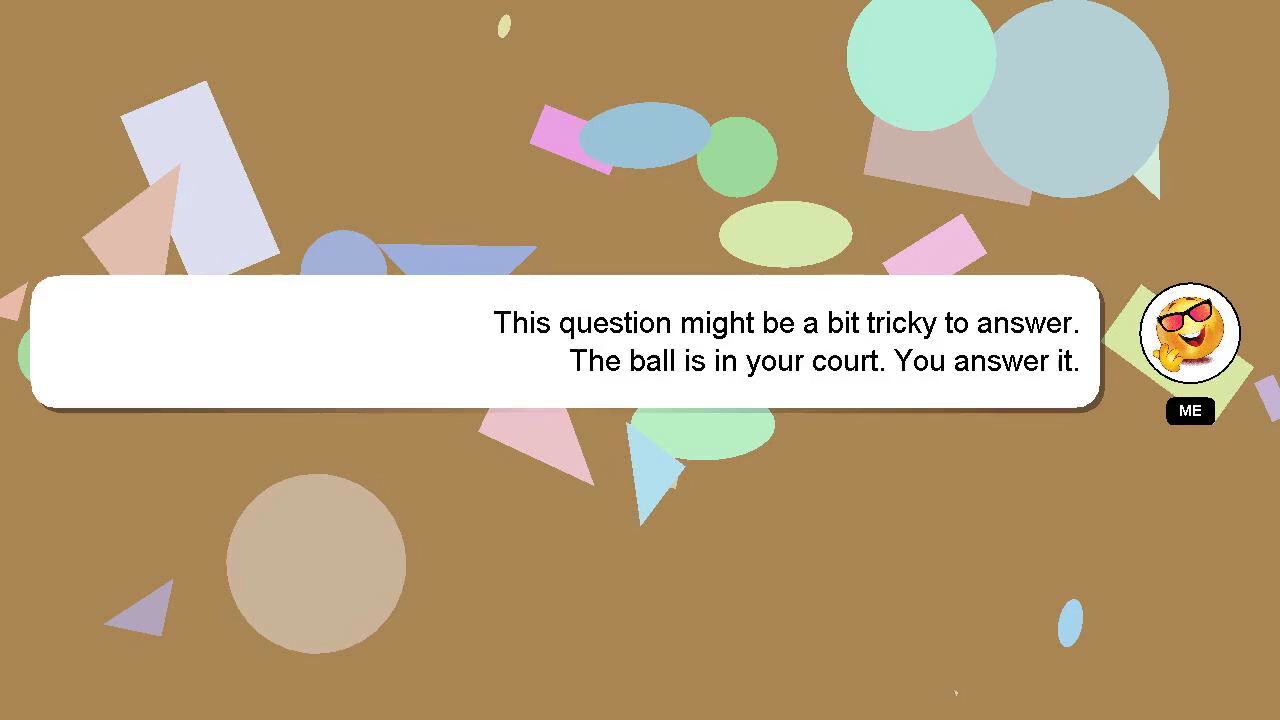 This question might be a bit tricky to answer.
The ball is in your court. You answer it.
ME